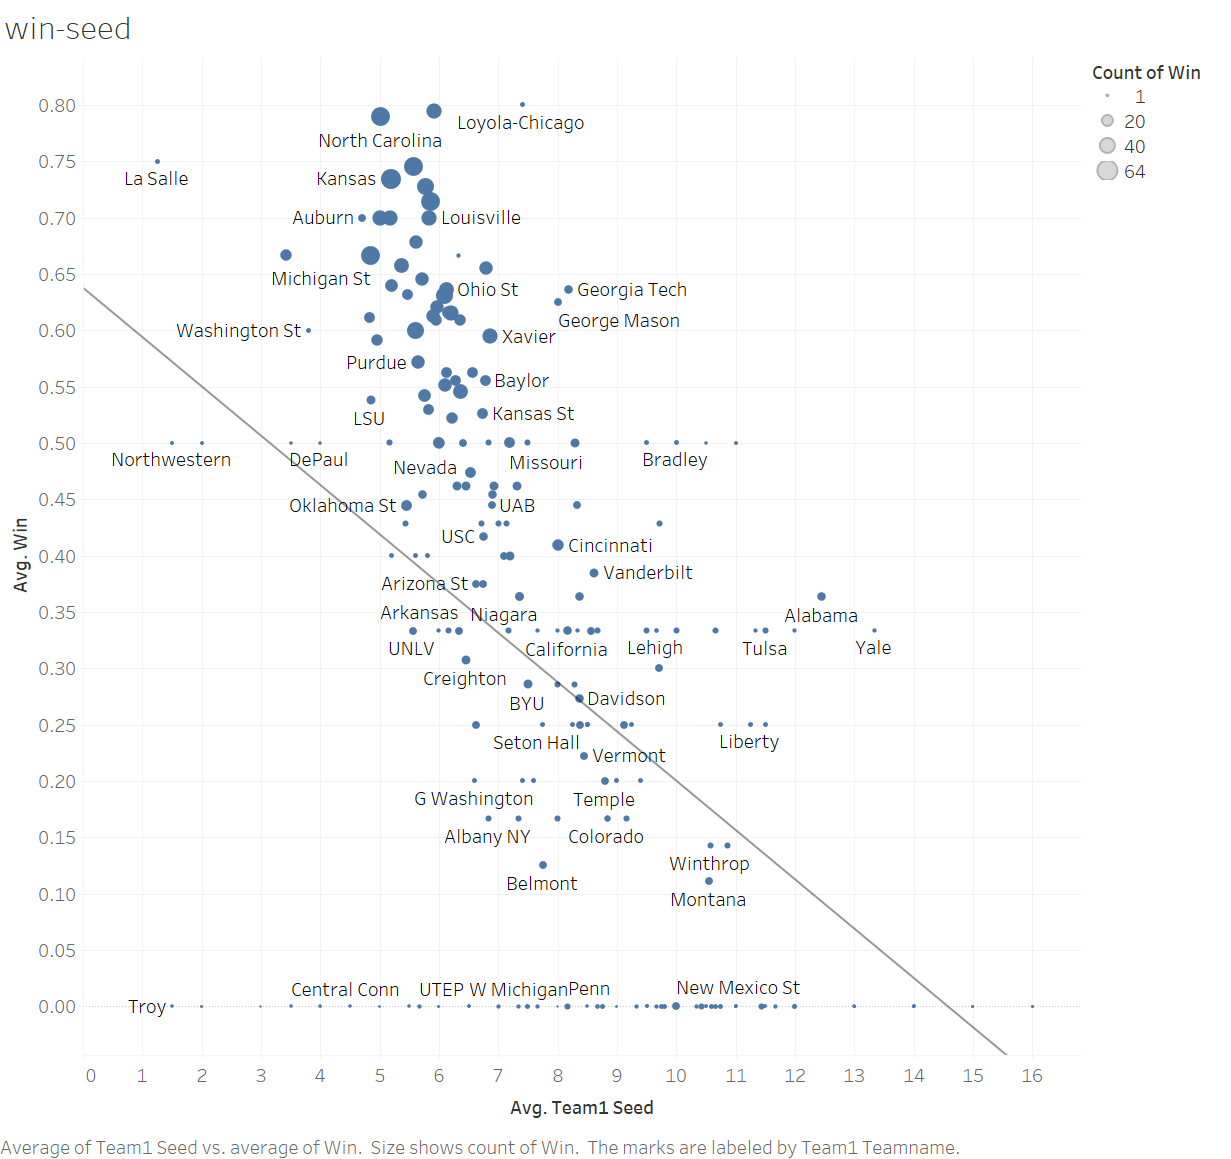 win-seed
Count of Win
1
20
40
64
0.80
Loyola-Chicago
North Carolina
0.75
La Salle
Kansas
0.70
Auburn
Louisville
0.65
Michigan St
Ohio St
Georgia Tech
George Mason
0.60
Washington St
Xavier
Purdue
0.55
Baylor
LSU
Kansas St
0.50
Northwestern
DePaul
Nevada
Missouri
Bradley
0.45
Oklahoma St
UAB
USC
Cincinnati
0.40
Arizona St
Vanderbilt
0.35
Arkansas
Niagara
Alabama
UNLV
California
Lehigh
Tulsa
Yale
0.30
Creighton
BYU
Davidson
0.25
Seton Hall
Liberty
Vermont
0.20
G Washington
Temple
0.15
Albany NY
Colorado
Winthrop
Belmont
0.10
Montana
0.05
0.00
Troy
Central Conn
UTEP
W Michigan
Penn
New Mexico St
Avg. Win
0 1 2 3 4 5 6 7 8 9 10 11 12 13 14 15 16
Avg. Team1 Seed
Average of Team1 Seed vs. average of Win. Size shows count of Win. The marks are labeled by Team1 Teamname.